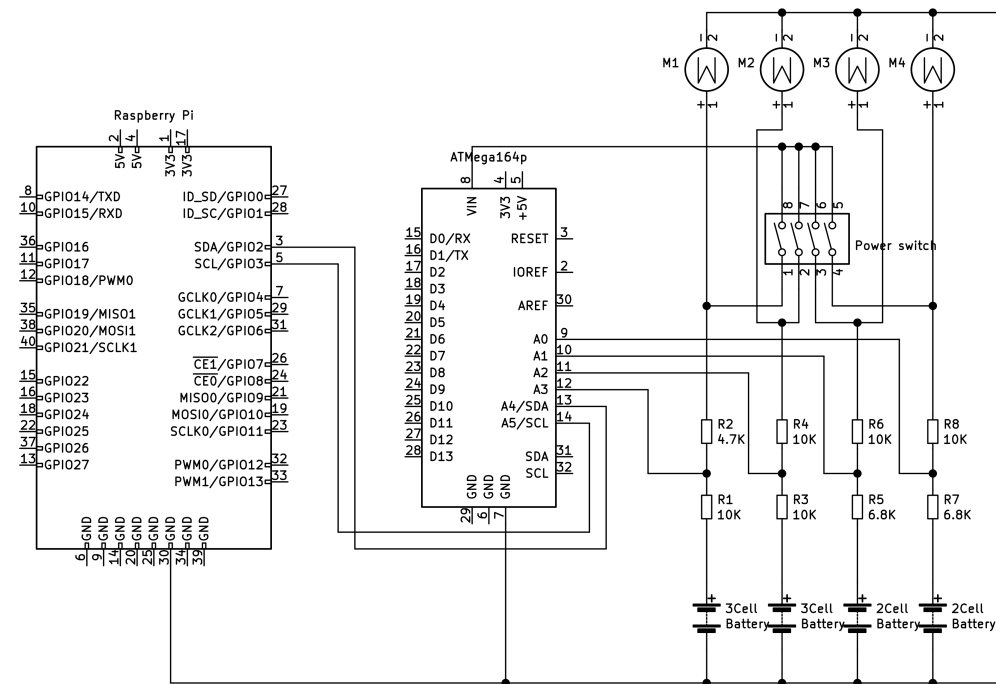 M1
− 2
+ 1
M2
− 2
+ 1
M3
− 2
+ 1
M4
− 2
+ 1
Raspberry Pi
2 5V
4 5V
1 3V3
17 3V3
8 GPIO14/TXD
10 GPIO15/RXD
36 GPIO16
11 GPIO17
12 GPIO18/PWM0
35 GPIO19/MISO1
38 GPIO20/MOSI1
40 GPIO21/SCLK1
15 GPIO22
16 GPIO23
18 GPIO24
22 GPIO25
37 GPIO26
13 GPIO27
ID_SD/GPIO0 27
ID_SC/GPIO1 28
SDA/GPIO2 3
SCL/GPIO3 5
GCLK0/GPIO4 7
GCLK1/GPIO5 29
GCLK2/GPIO6 31
CE1/GPIO7 26
CE0/GPIO8 24
MISO0/GPIO9 21
MOSI0/GPIO10 19
SCLK0/GPIO11 23
PWM0/GPIO12 32
PWM1/GPIO13 33
6 GND
9 GND
14 GND
20 GND
25 GND
30 GND
34 GND
39 GND
ATMega164p
8 VIN
4 3V3
5 +5V
15 D0/RX
16 D1/TX
17 D2
18 D3
19 D4
20 D5
21 D6
22 D7
23 D8
24 D9
25 D10
26 D11
27 D12
28 D13
RESET 3
IOREF 2
AREF 30
A0 9
A1 10
A2 11
A3 12
A4/SDA 13
A5/SCL 14
SDA 31
SCL 32
29 GND
6 GND
7 GND
8 7 6 5
Power switch
1 2 3 4
R2
4.7K
R4
10K
R6
10K
R8
10K
R1
10K
R3
10K
R5
6.8K
R7
6.8K
+ 3Cell
Battery
+ 3Cell
Battery
+ 2Cell
Battery
+ 2Cell
Battery